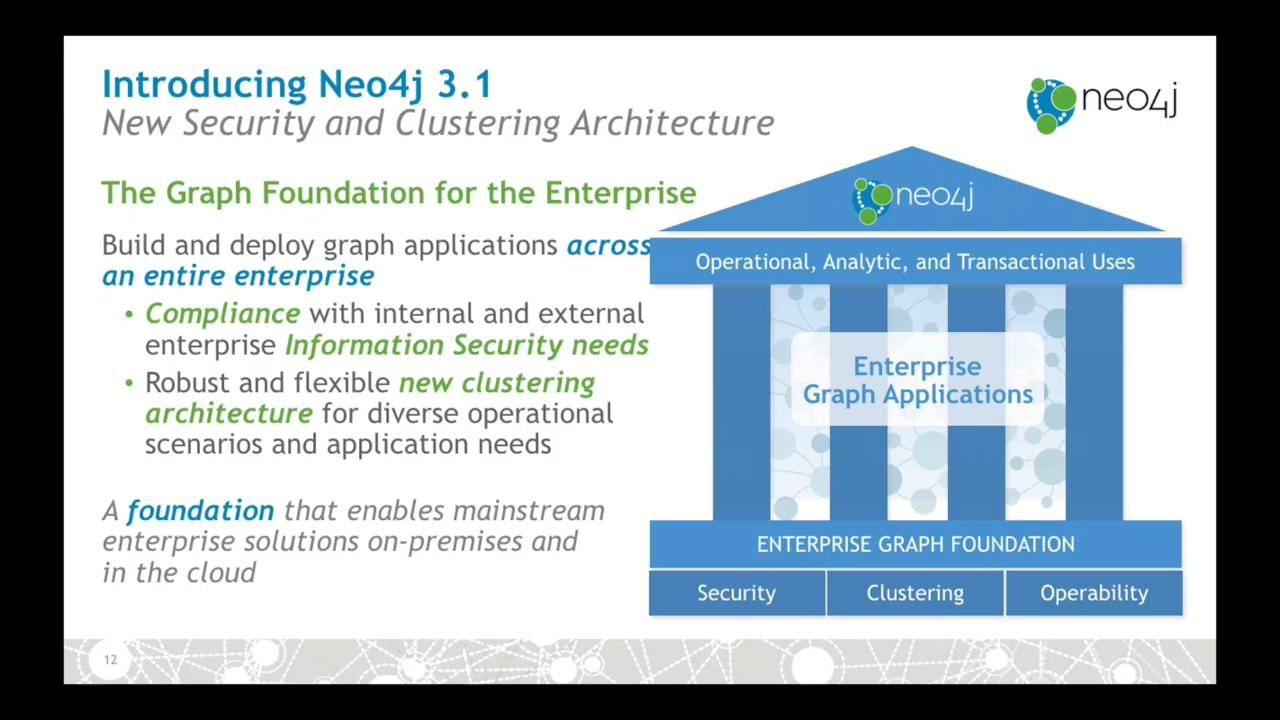 Introducing Neo4j 3.1
New Security and Clustering Architecture
neo4j
The Graph Foundation for the Enterprise
Build and deploy graph applications across
an entire enterprise
• Compliance with internal and external
enterprise Information Security needs
• Robust and flexible new clustering
architecture for diverse operational
scenarios and application needs
A foundation that enables mainstream
enterprise solutions on-premises and
in the cloud
neo4j
Operational, Analytic, and Transactional Uses
Enterprise
Graph Applications
ENTERPRISE GRAPH FOUNDATION
Security
Clustering
Operability
12